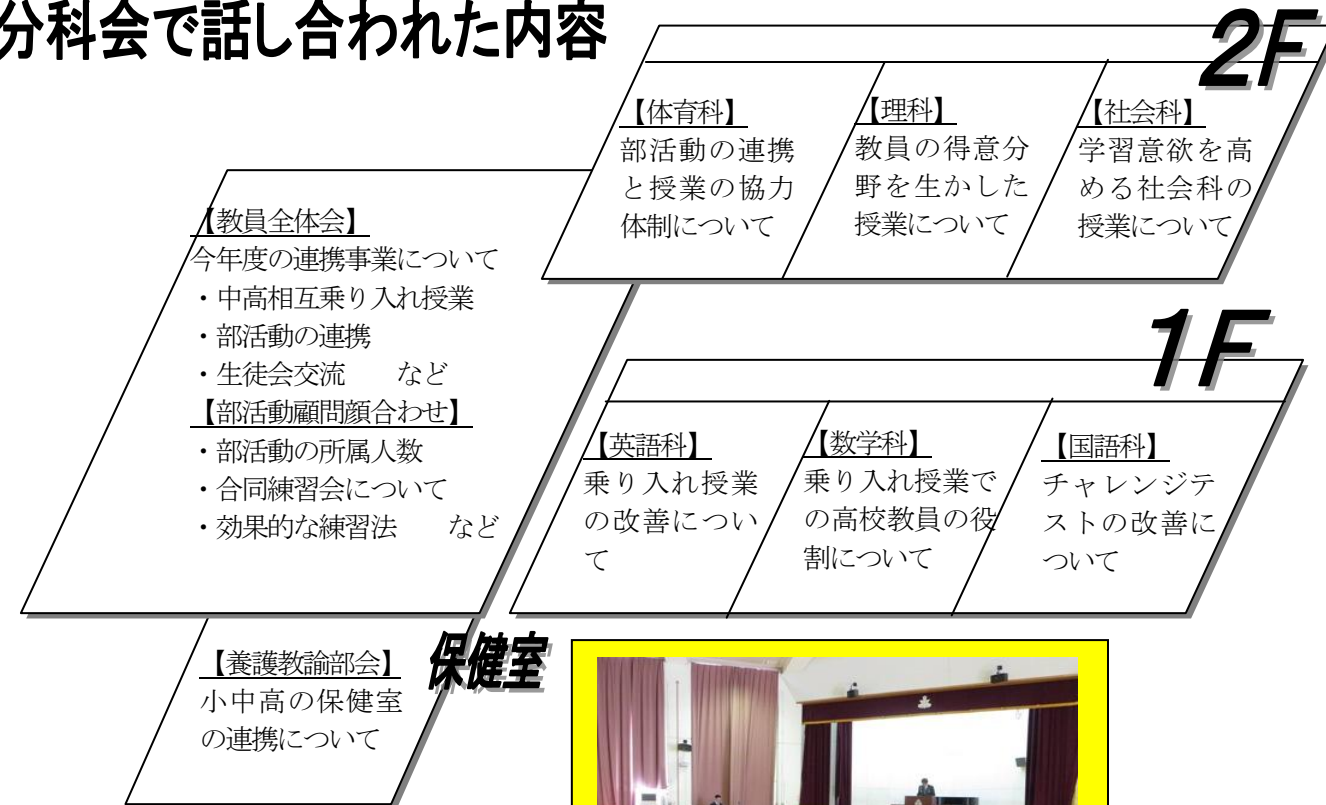 分科会で話し合われた内容
2F
【体育科】
部活動の連携
と授業の協力
体制について
【理科】
教員の得意分
野を生かした
授業について
【社会科】
学習意欲を高
める社会科の
授業について
【教員全体会】
今年度の連携事業について
・中高相互乗り入れ授業
・部活動の連携
・生徒会交流　　など
【部活動顧問顔合わせ】
・部活動の所属人数
・合同練習会について
・効果的な練習法　　など
1F
【英語科】
乗り入れ授業
の改善につい
て
【数学科】
乗り入れ授業で
の高校教員の役
割について
【国語科】
チャレンジテ
ストの改善に
ついて
保健室
【養護教諭部会】
小中高の保健室
の連携について